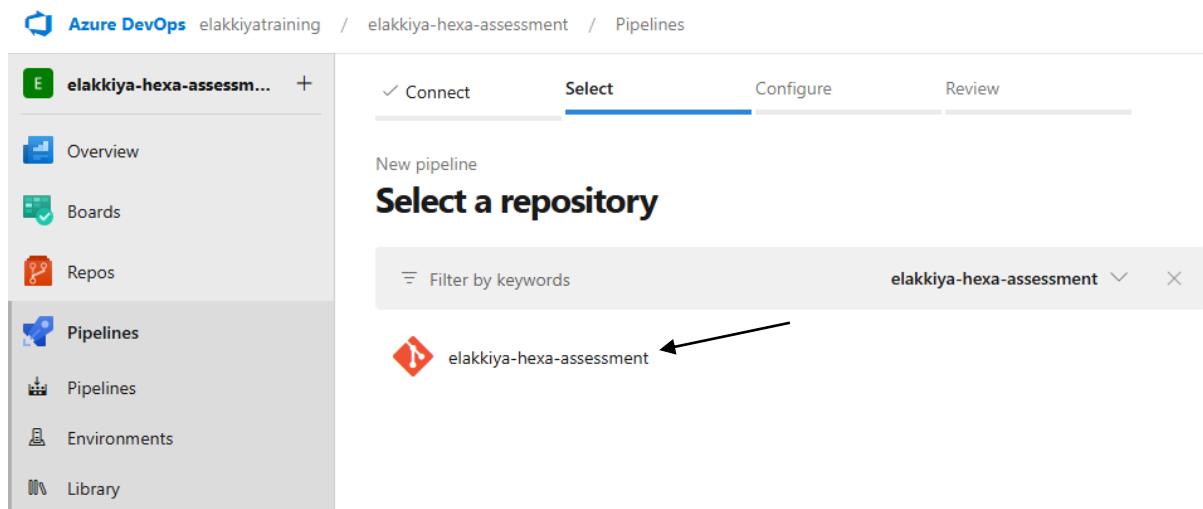 Azure DevOps elakkiyatraining / elakkiya-hexa-assessment / Pipelines
E elakkiya-hexa-assessm... +
Overview
Boards
Repos
Pipelines
Pipelines
Environments
Library
Connect Select Configure Review
New pipeline
Select a repository
Filter by keywords elakkiya-hexa-assessment
elakkiya-hexa-assessment